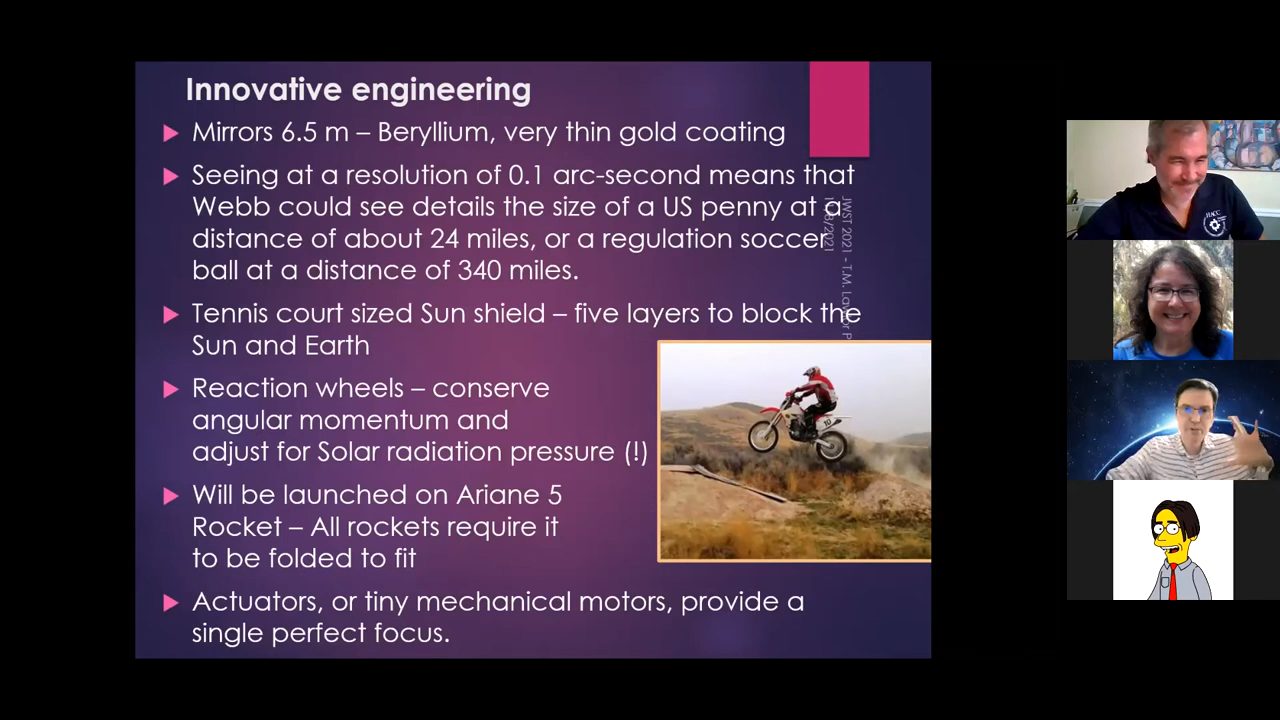 Innovative engineering
Mirrors 6.5 m – Beryllium, very thin gold coating
Seeing at a resolution of 0.1 arc-second means that
Webb could see details the size of a US penny at a
distance of about 24 miles, or a regulation soccer
ball at a distance of 340 miles.
Tennis court sized Sun shield – five layers to block the
Sun and Earth
Reaction wheels – conserve
angular momentum and
adjust for Solar radiation pressure (!)
Will be launched on Ariane 5
Rocket – All rockets require it
to be folded to fit
Actuators, or tiny mechanical motors, provide a
single perfect focus.
JWST 2021 - T.M.
HACC